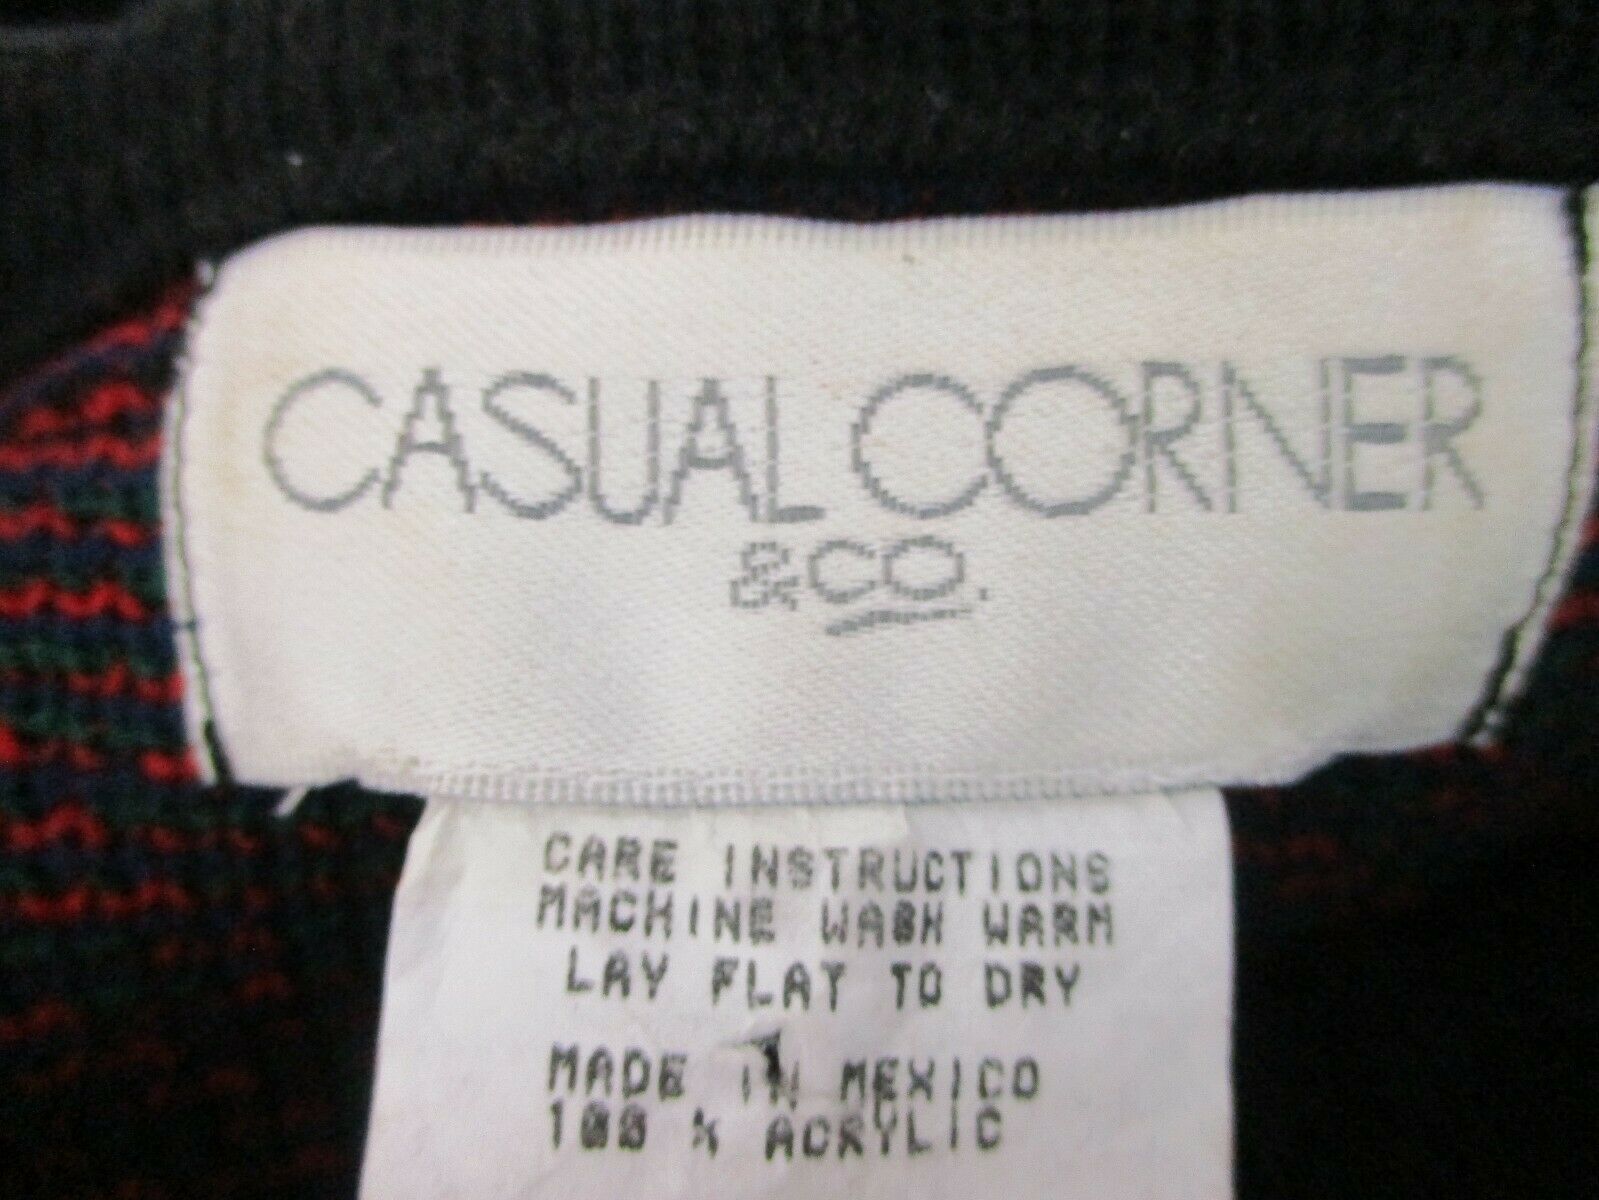 CASUAL CORNER
&CO.
CARE INSTRUCTIONS
MACHINE WASH WARM
LAY FLAT TO DRY
MADE IN MEXICO
100 % ACRYLIC